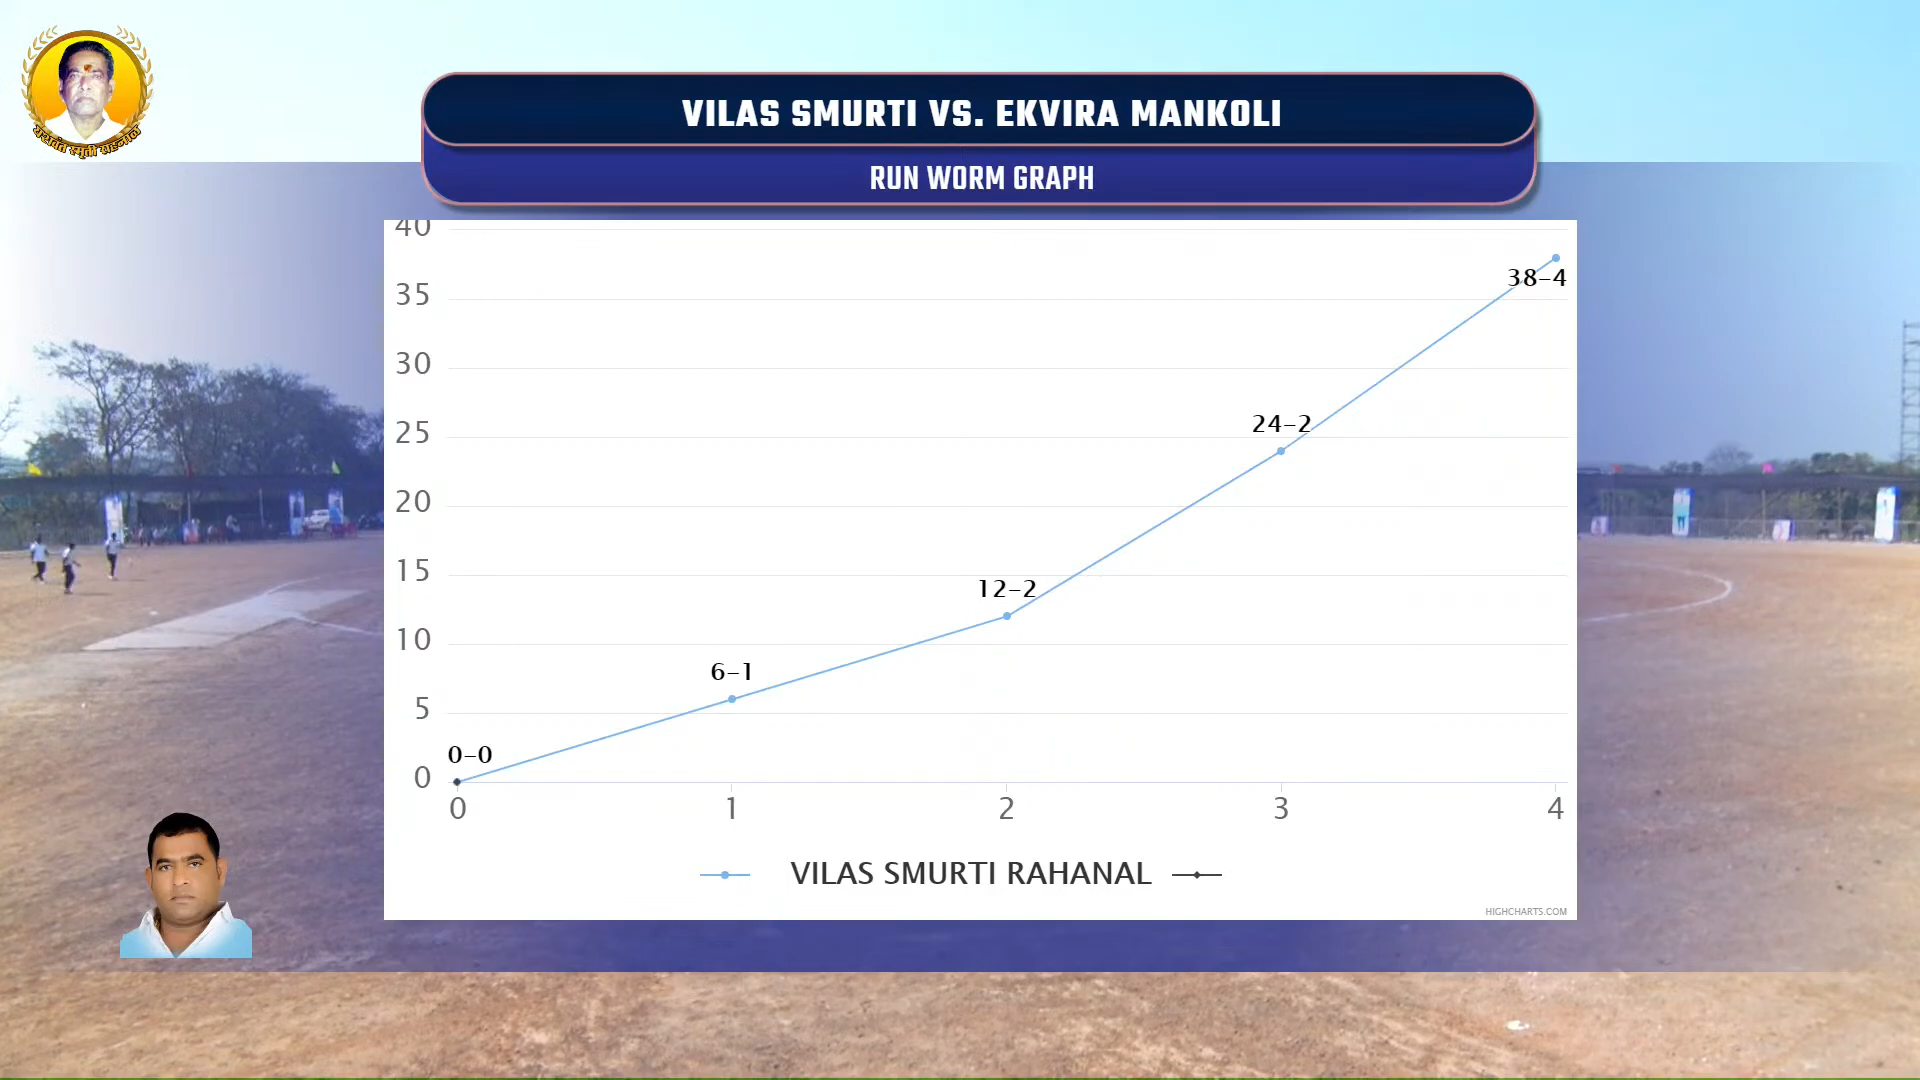 VILAS SMURTI VS. EKVIRA MANKOLI
RUN WORM GRAPH
40
35
30
25
20
15
10
5
0
0-0
6-1
12-2
24-2
38-4
0 1 2 3 4
VILAS SMURTI RAHANAL
HIGHCHARTS.COM